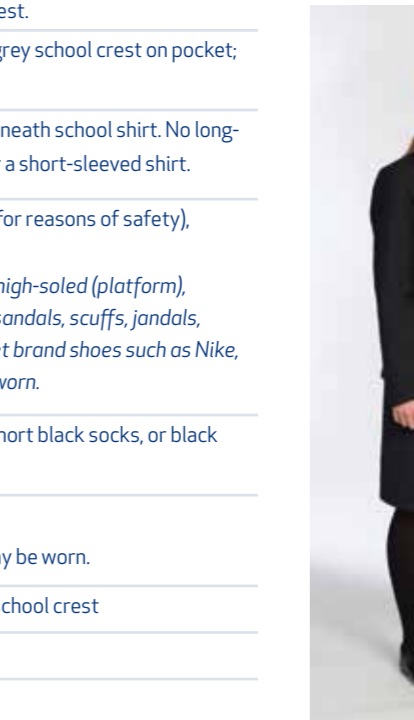 est.
grey school crest on pocket;
neath school shirt. No long-
a short-sleeved shirt.
for reasons of safety),
high-soled (platform),
sandals, scuffs, jandals,
t brand shoes such as Nike,
worn.
hort black socks, or black
y be worn.
school crest